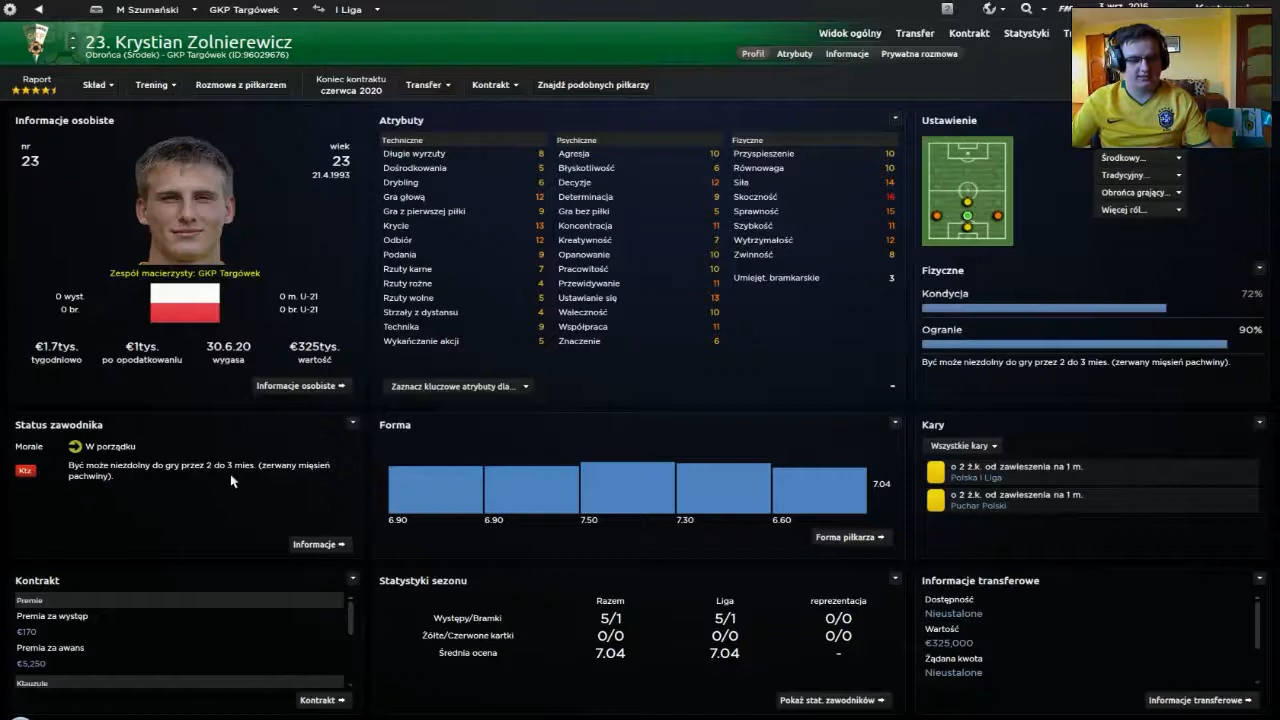 M Szumański GKP Targówek I Liga 3 wrz. 2016
23. Krystian Zolnierewicz
Obrońca (Środek) - GKP Targówek (ID:96029676)
Widok ogólny Transfer Kontrakt Statystyki
Profil Atrybuty Informacje Prywatna rozmowa
Raport
Skład Trening Rozmowa z piłkarzem
Koniec kontraktu
czerwca 2020
Transfer Kontrakt Znajdź podobnych piłkarzy
Informacje osobiste
nr
23
wiek
23
21.4.1993
Zespół macierzysty: GKP Targówek
0 wyst.
0 br.
0 m. U-21
0 br. U-21
€1.7tys. €1tys. 30.6.20 €325tys.
tygodniowo po opodatkowaniu wygasa wartość
Informacje osobiste
Atrybuty
Techniczne Psychiczne Fizyczne
Długie wyrzuty 8 Agresja 10 Przyspieszenie 10
Dośrodkowania 5 Błyskotliwość 6 Równowaga 10
Drybling 6 Decyzje 12 Siła 14
Gra głową 12 Determinacja 9 Skoczność 16
Gra z pierwszej piłki 9 Gra bez piłki 5 Sprawność 15
Krycie 13 Koncentracja 11 Szybkość 11
Odbiór 12 Kreatywność 7 Wytrzymałość 12
Podania 9 Opanowanie 10 Zwinność 8
Rzuty karne 7 Pracowitość 10
Rzuty rożne 4 Przewidywanie 11 Umiejęt. bramkarskie 3
Rzuty wolne 5 Ustawianie się 13
Strzały z dystansu 4 Waleczność 10
Technika 9 Współpraca 11
Wykańczanie akcji 5 Znaczenie 6
Zaznacz kluczowe atrybuty dla... -
Ustawienie
Środkowy...
Tradycyjny...
Obrońca grający...
Więcej ról...
Fizyczne
Kondycja 72%
Ogranie 90%
Być może niezdolny do gry przez 2 do 3 mies. (zerwany mięsień pachwiny).
Status zawodnika
Morale W porządku
Ktz Być może niezdolny do gry przez 2 do 3 mies. (zerwany mięsień
pachwiny).
Informacje
Forma
7.04
6.90 6.90 7.50 7.30 6.60
Forma piłkarza
Kary
Wszystkie kary
o 2 ż.k. od zawieszenia na 1 m.
Polska I Liga
o 2 ż.k. od zawieszenia na 1 m.
Puchar Polski
Kontrakt
Premie
Premia za występ
€170
Premia za awans
€5,250
Klauzule
Kontrakt
Statystyki sezonu
Razem Liga reprezentacja
Występy/Bramki 5/1 5/1 0/0
Żółte/Czerwone kartki 0/0 0/0 0/0
Średnia ocena 7.04 7.04 -
Pokaż stat. zawodników
Informacje transferowe
Dostępność
Nieustalone
Wartość
€325,000
Żądana kwota
Nieustalone
Informacje transferowe